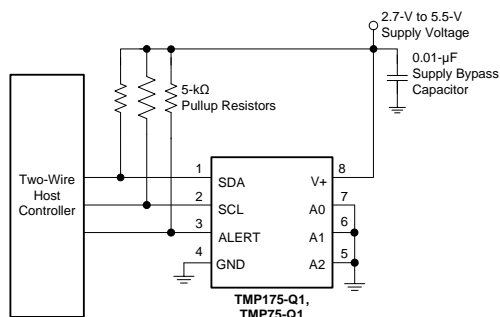 2.7-V to 5.5-V
Supply Voltage
0.01-µF
Supply Bypass
Capacitor
5-kΩ
Pullup Resistors
Two-Wire
Host
Controller
1
2
3
4
SDA
SCL
ALERT
GND
V+
A0
A1
A2
8
7
6
5
TMP175-Q1,
TMP75-Q1